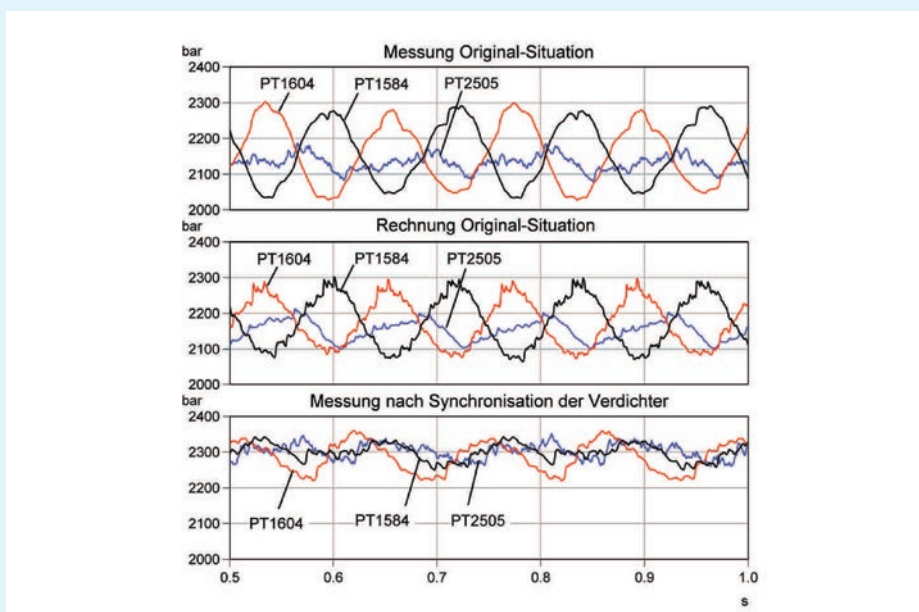 Messung Original-Situation
bar
2400
2300
2200
2100
2000
PT1604
PT1584
PT2505
Rechnung Original-Situation
bar
2400
2300
2200
2100
2000
PT1604
PT1584
PT2505
Messung nach Synchronisation der Verdichter
bar
2400
2300
2200
2100
2000
PT1604
PT1584
PT2505
0.5 0.6 0.7 0.8 0.9 1.0
s